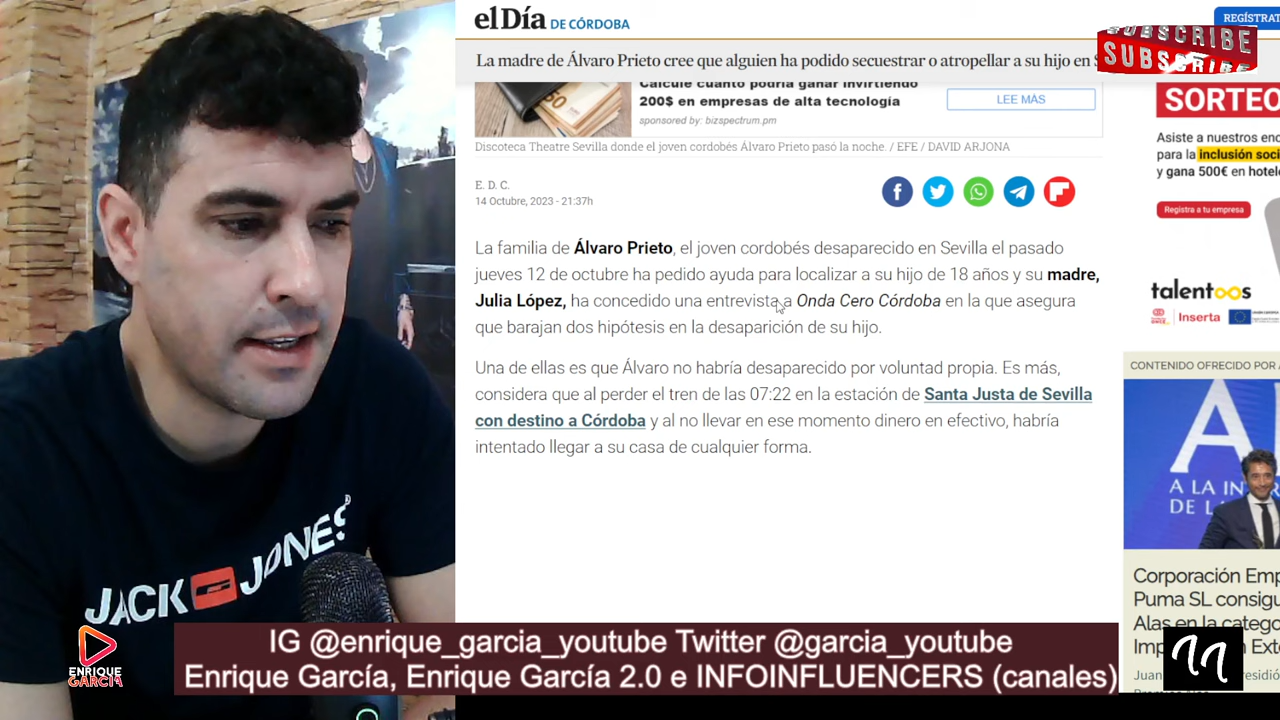 el Día DE CÓRDOBA
REGÍSTRAT
La madre de Álvaro Prieto cree que alguien ha podido secuestrar o atropellar a su hijo en S
SUBSCRIBE
SUBSCRIBE
SUBSCRIBE
Calcule cuánto podría ganar invirtiendo
200$ en empresas de alta tecnología
sponsored by: bizspectrum.pm
LEE MÁS
Discoteca Theatre Sevilla donde el joven cordobés Álvaro Prieto pasó la noche. / EFE / DAVID ARJONA
E. D. C.
14 Octubre, 2023 - 21:37h
La familia de Álvaro Prieto, el joven cordobés desaparecido en Sevilla el pasado
jueves 12 de octubre ha pedido ayuda para localizar a su hijo de 18 años y su madre,
Julia López, ha concedido una entrevista a Onda Cero Córdoba en la que asegura
que barajan dos hipótesis en la desaparición de su hijo.
Una de ellas es que Álvaro no habría desaparecido por voluntad propia. Es más,
considera que al perder el tren de las 07:22 en la estación de Santa Justa de Sevilla
con destino a Córdoba y al no llevar en ese momento dinero en efectivo, habría
intentado llegar a su casa de cualquier forma.
SORTEO
Asiste a nuestros enc
para la inclusión soci
y gana 500€ en hotele
Registra a tu empresa
talentoos
Inserta
CONTENIDO OFRECIDO POR A
A LA IN
DE L
Corporación Emp
Puma SL consigu
Alas en la catego
Imp n Exte
Juan residió
JACK JONES
ENRIQUE
GARCÍA
IG @enrique_garcia_youtube Twitter @garcia_youtube
Enrique García, Enrique García 2.0 e INFOINFLUENCERS (canales)